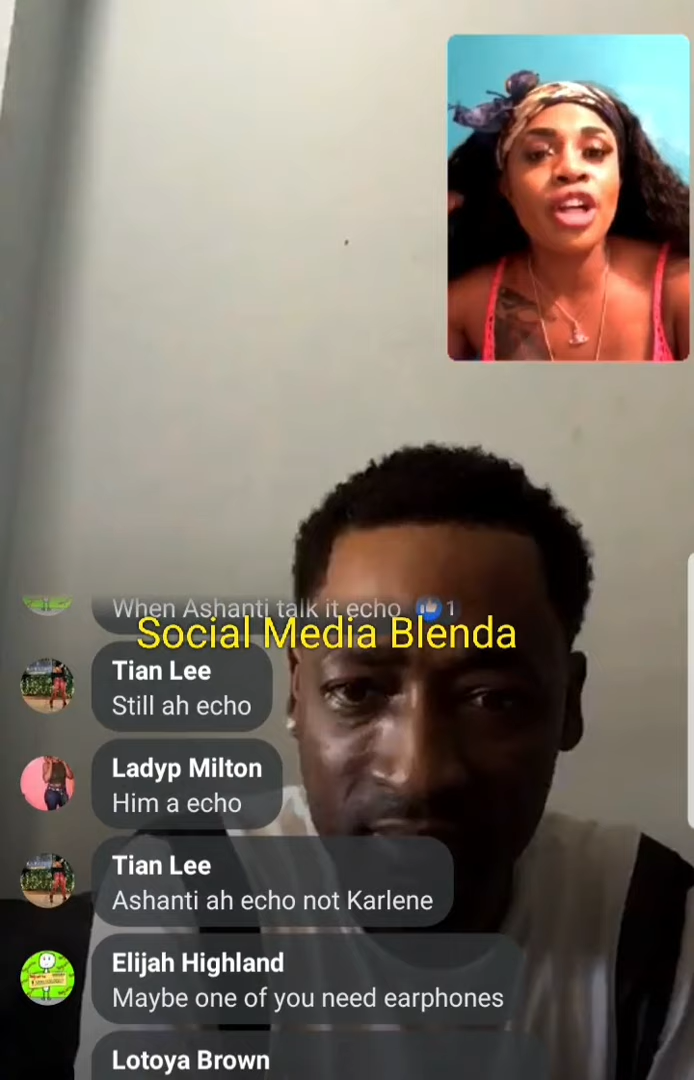 When Ashanti talk it echo 1
Social Media Blenda
Tian Lee
Still ah echo
Ladyp Milton
Him a echo
Tian Lee
Ashanti ah echo not Karlene
Elijah Highland
Maybe one of you need earphones
Lotoya Brown